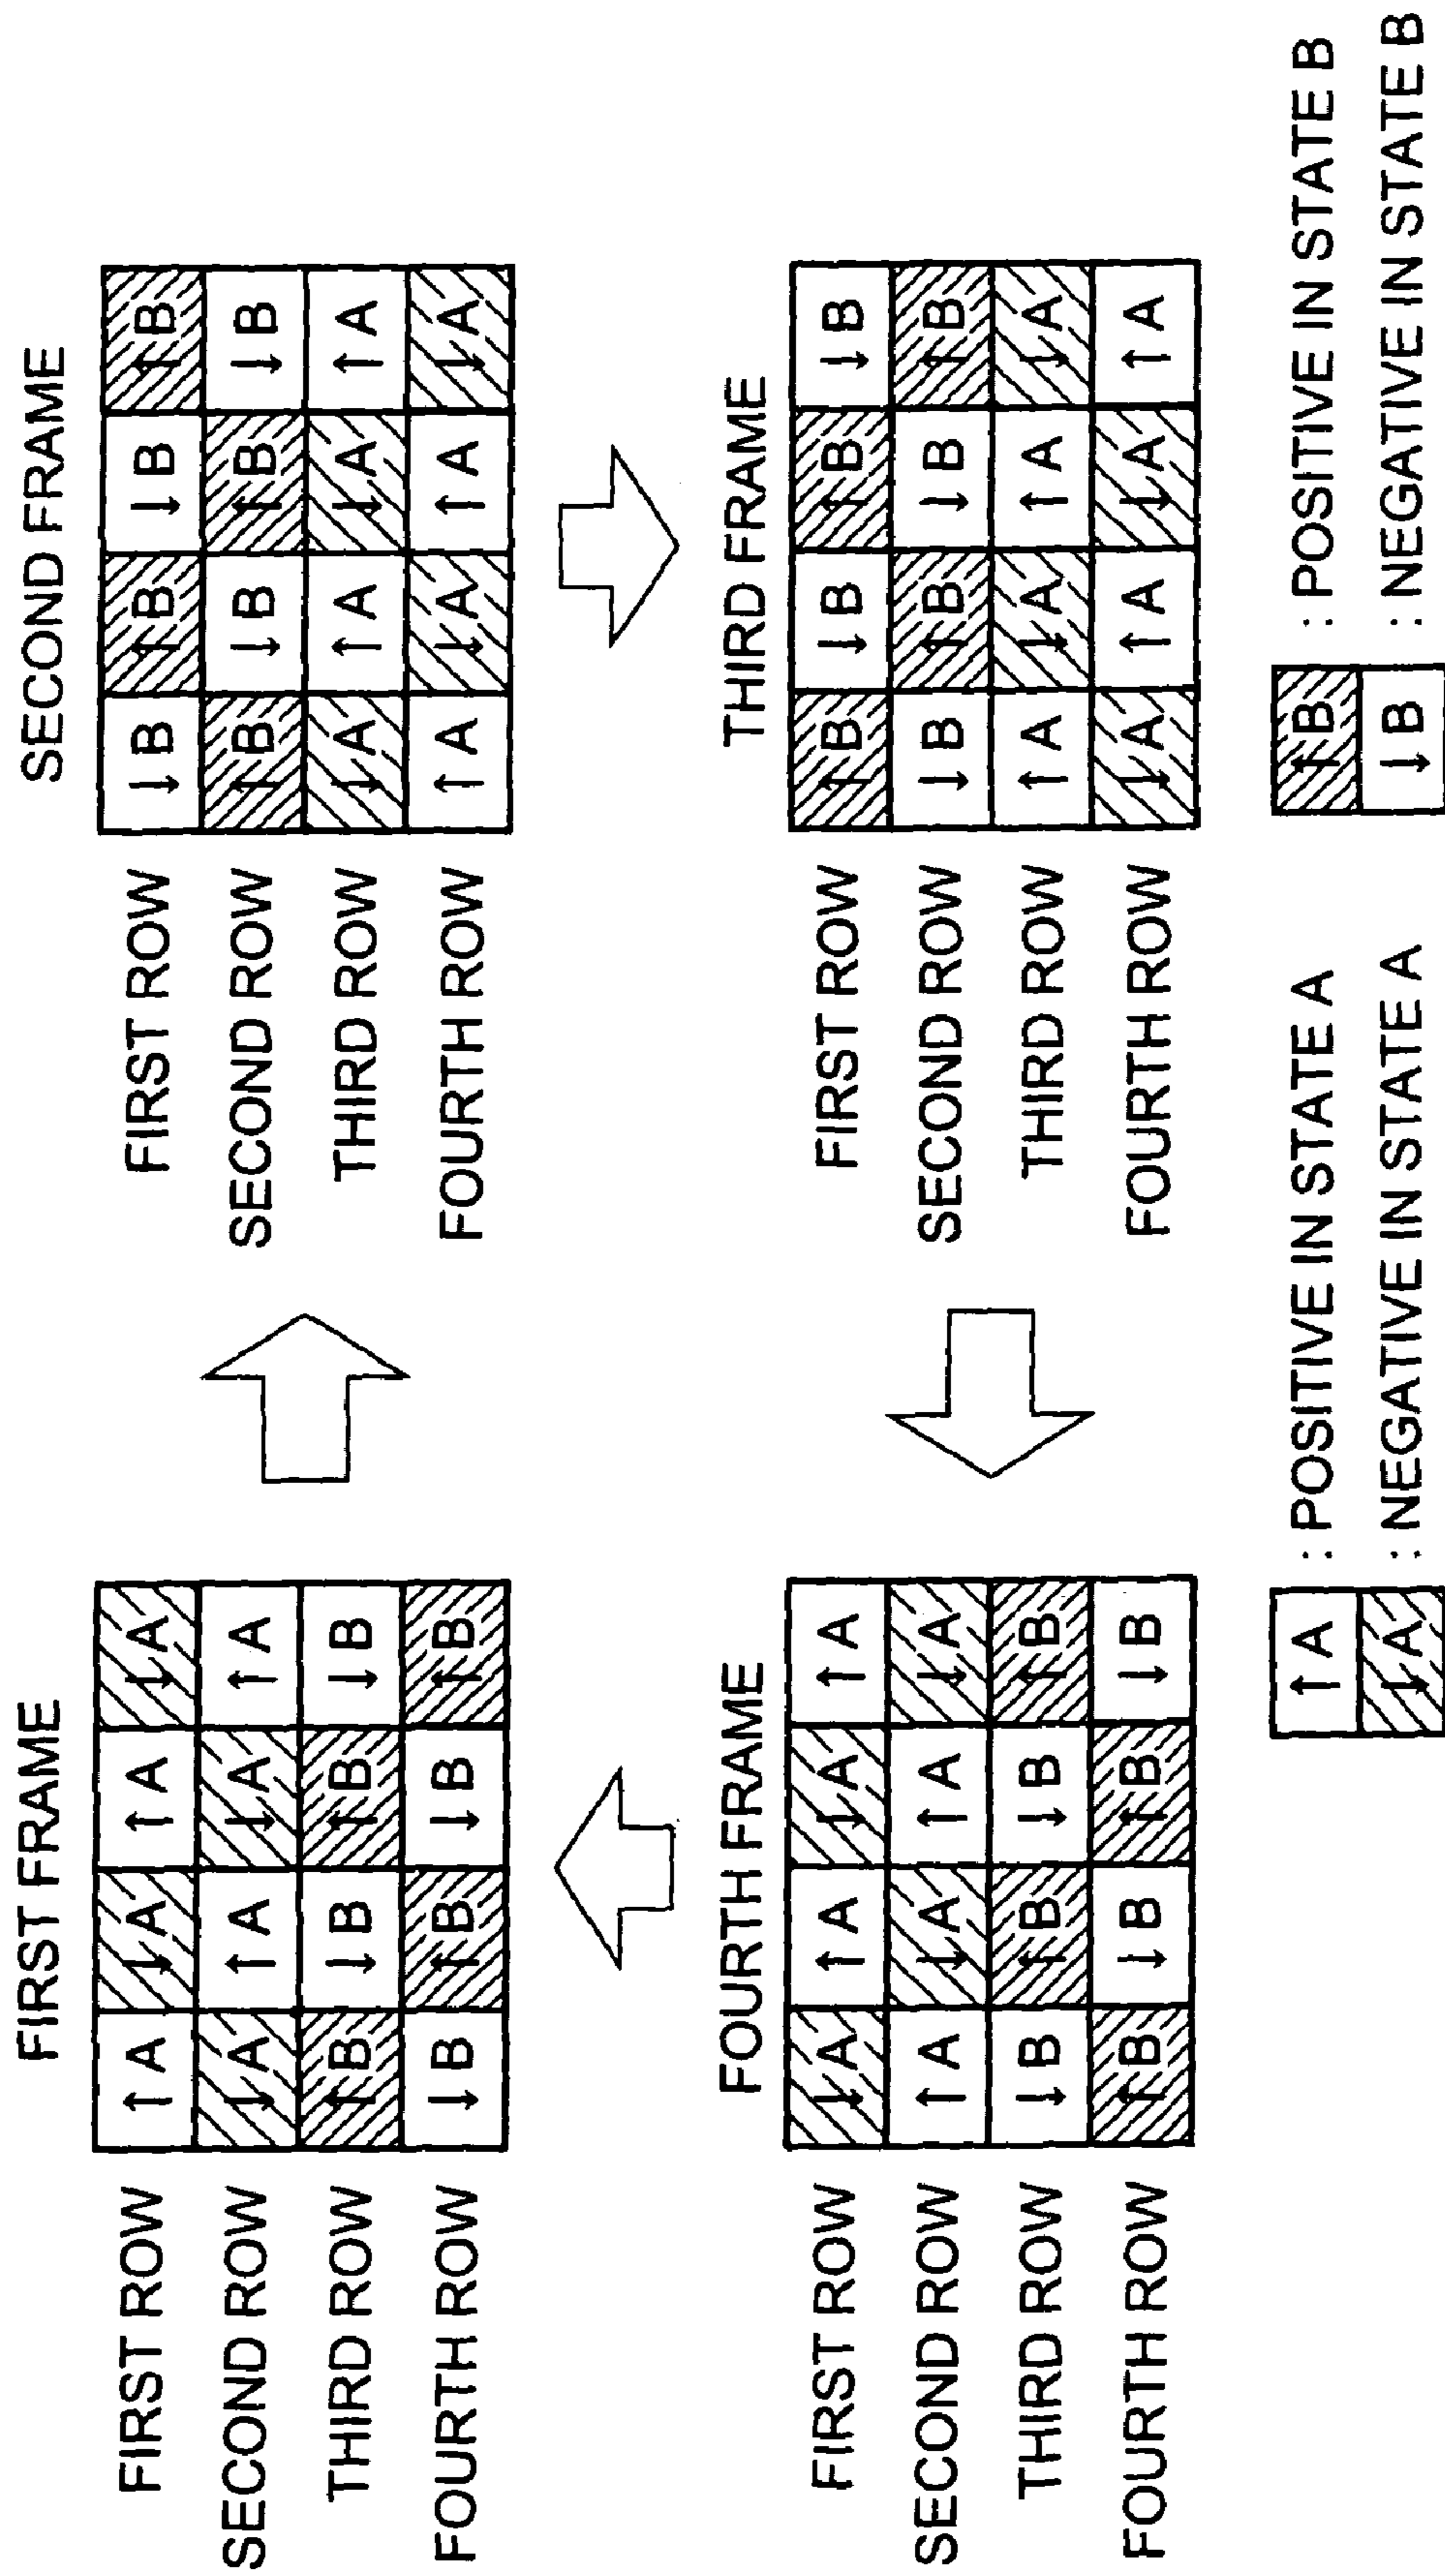 FIRST FRAME
FIRST ROW ↑A ↓A ↑A ↓A
SECOND ROW ↓A ↑A ↓A ↑A
THIRD ROW ↑B ↓B ↑B ↓B
FOURTH ROW ↓B ↑B ↓B ↑B
SECOND FRAME
FIRST ROW ↓B ↑B ↓B ↑B
SECOND ROW ↑B ↓B ↑B ↓B
THIRD ROW ↓A ↑A ↓A ↑A
FOURTH ROW ↑A ↓A ↑A ↓A
FOURTH FRAME
FIRST ROW ↓A ↑A ↓A ↑A
SECOND ROW ↑A ↓A ↑A ↓A
THIRD ROW ↓B ↑B ↓B ↑B
FOURTH ROW ↑B ↓B ↑B ↓B
THIRD FRAME
FIRST ROW ↑B ↓B ↑B ↓B
SECOND ROW ↓B ↑B ↓B ↑B
THIRD ROW ↑A ↓A ↑A ↓A
FOURTH ROW ↓A ↑A ↓A ↑A
↑A : POSITIVE IN STATE A
↓A : NEGATIVE IN STATE A
↑B : POSITIVE IN STATE B
↓B : NEGATIVE IN STATE B